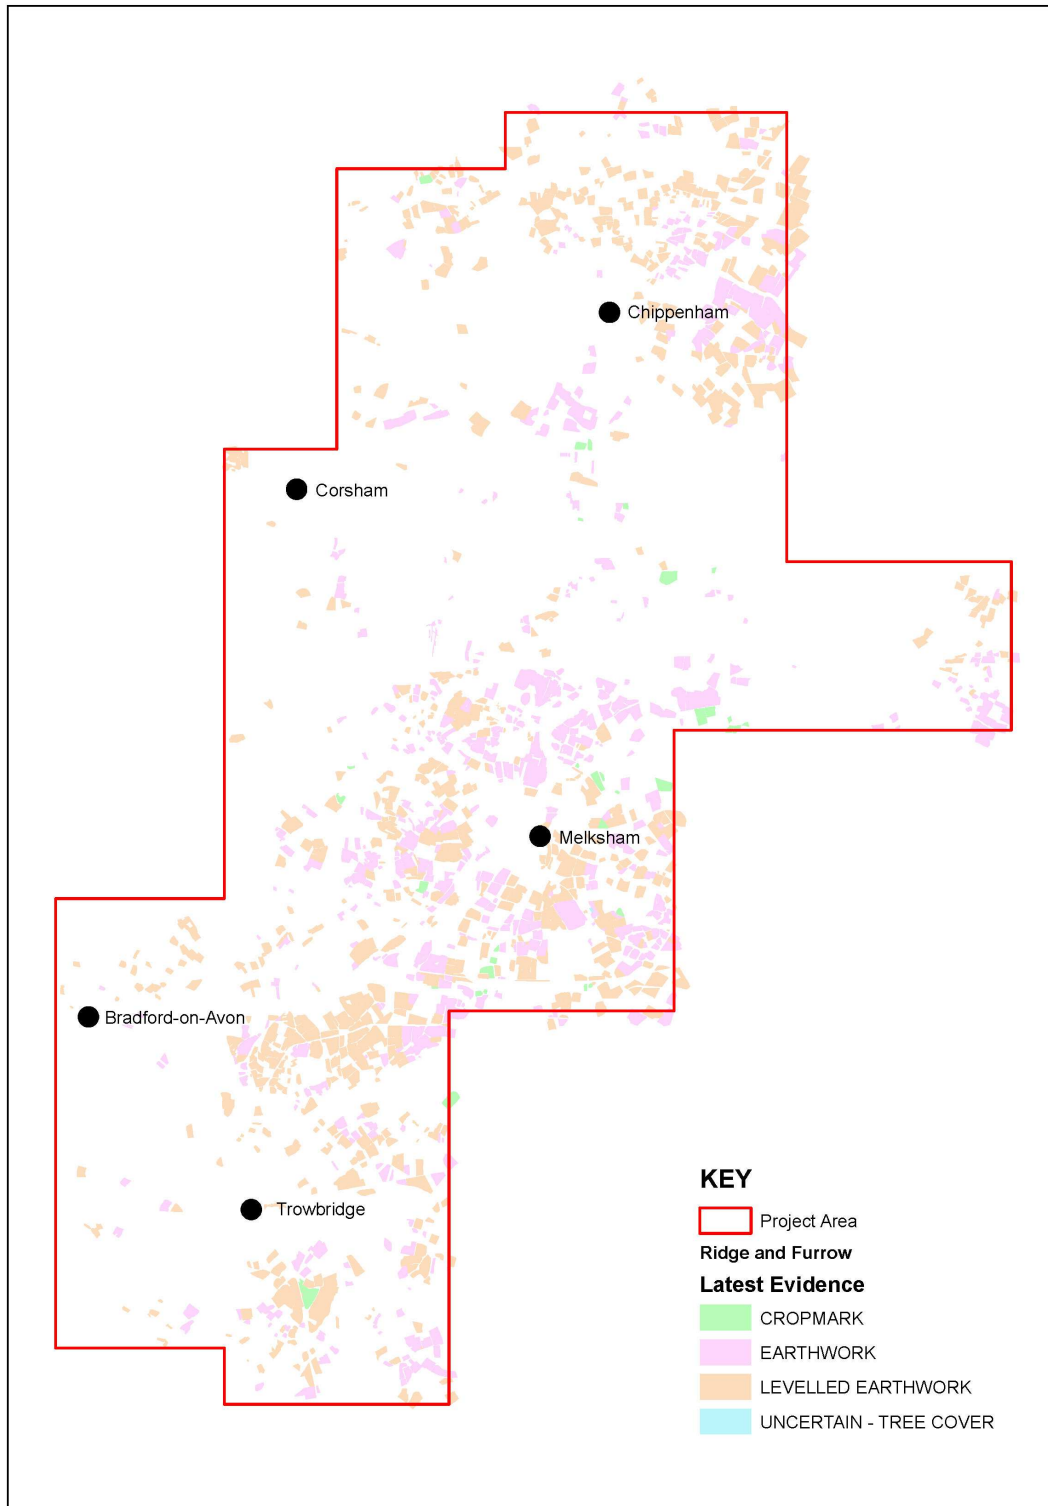 Chippenham
Corsham
Melksham
Bradford-on-Avon
Trowbridge
KEY
Project Area
Ridge and Furrow
Latest Evidence
CROPMARK
EARTHWORK
LEVELLED EARTHWORK
UNCERTAIN - TREE COVER